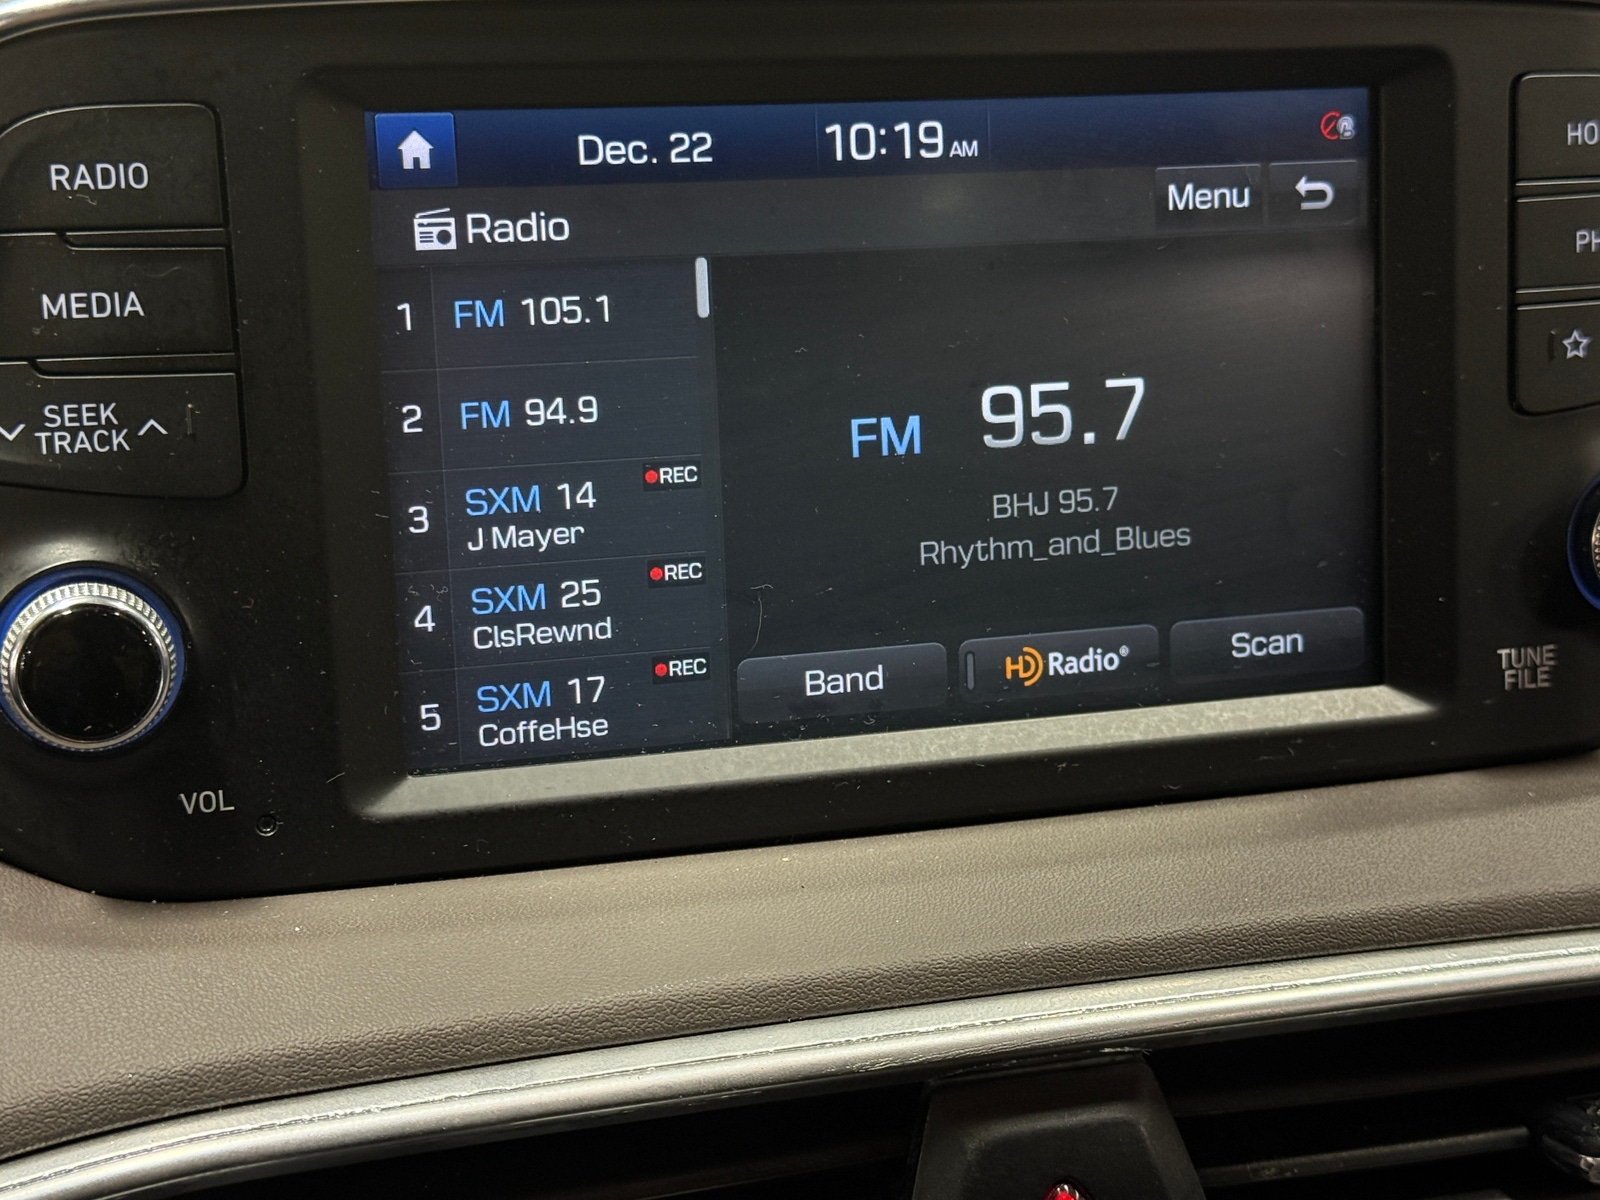 Dec. 22
10:19 AM
Menu
Radio
1 FM 105.1
2 FM 94.9
3 SXM 14 REC
J Mayer
4 SXM 25 REC
ClsRewnd
5 SXM 17 REC
CoffeHse
FM 95.7
BHJ 95.7
Rhythm_and_Blues
Band
HD Radio®
Scan
RADIO
MEDIA
SEEK
TRACK
VOL
HO
PH
TUNE
FILE